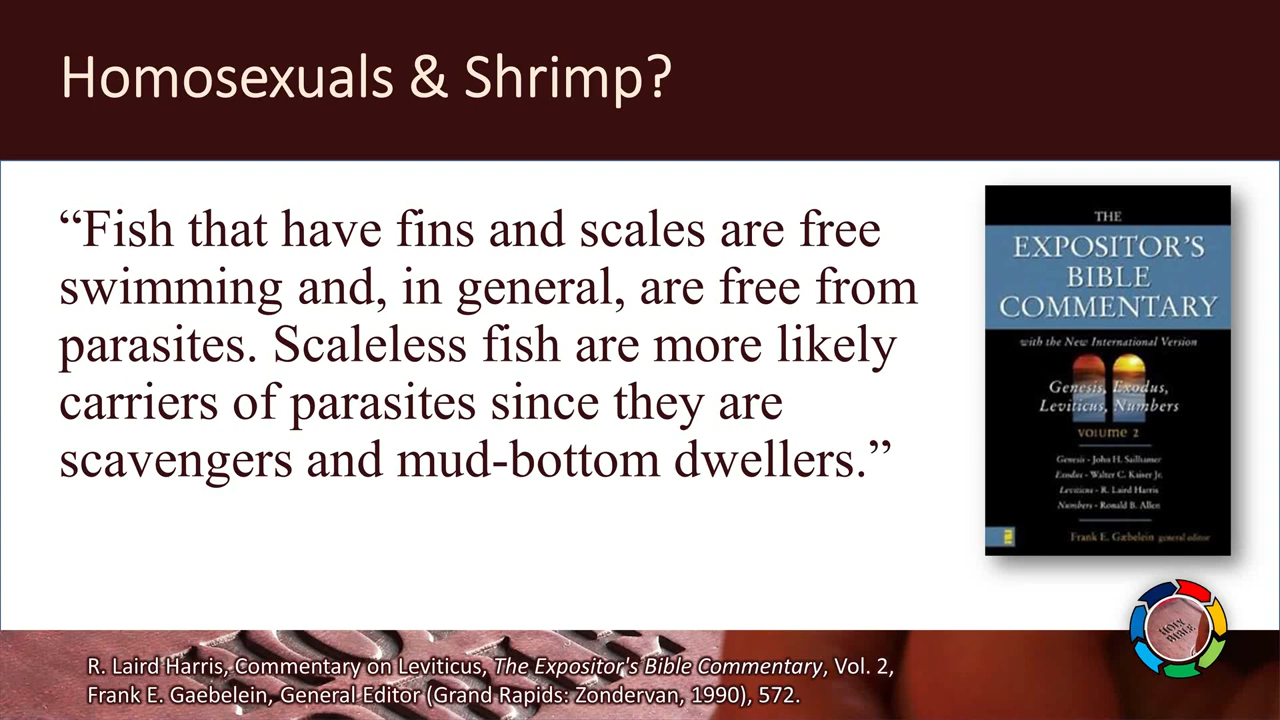 Homosexuals & Shrimp?
“Fish that have fins and scales are free
swimming and, in general, are free from
parasites. Scaleless fish are more likely
carriers of parasites since they are
scavengers and mud-bottom dwellers.”
THE
EXPOSITOR'S
BIBLE
COMMENTARY
with the New International Version
Genesis, Exodus,
Leviticus, Numbers
VOLUME 2
Genesis - John H. Sailhamer
Exodus - Walter C. Kaiser Jr.
Leviticus - R. Laird Harris
Numbers - Ronald B. Allen
Frank E. Gæbelein general editor
HOLY
BIBLE
R. Laird Harris, Commentary on Leviticus, The Expositor's Bible Commentary, Vol. 2,
Frank E. Gaebelein, General Editor (Grand Rapids: Zondervan, 1990), 572.